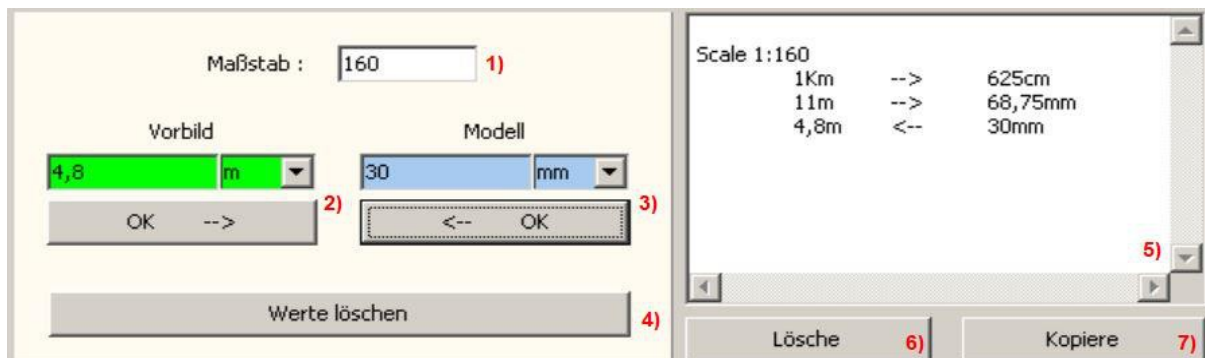 Maßstab : 160 1)
Vorbild Modell
4,8 m 30 mm
OK --> 2) <-- OK 3)
Werte löschen 4)
Scale 1:160
1Km --> 625cm
11m --> 68,75mm
4,8m <-- 30mm
5)
Lösche 6) Kopiere 7)